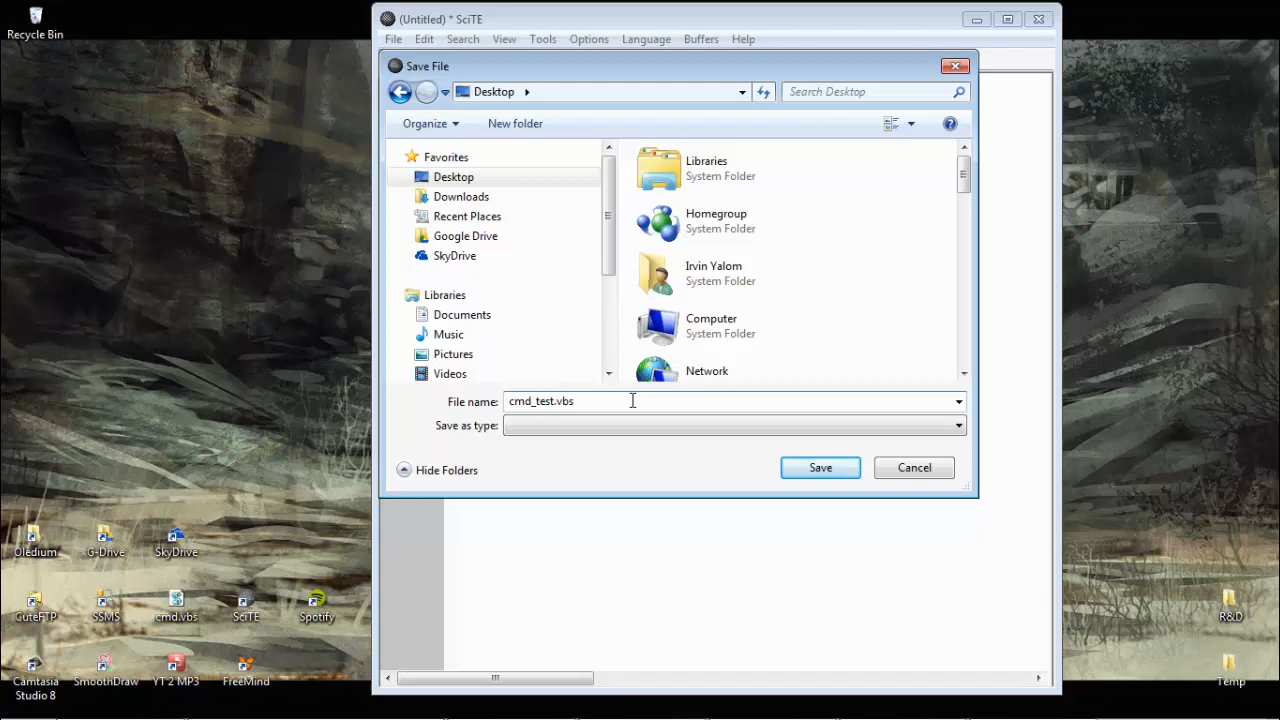 Recycle Bin
(Untitled) * SciTE
File Edit Search View Tools Options Language Buffers Help
Save File
Desktop
Search Desktop
Organize New folder
Favorites
Desktop
Downloads
Recent Places
Google Drive
SkyDrive
Libraries
Documents
Music
Pictures
Videos
Libraries
System Folder
Homegroup
System Folder
Irvin Yalom
System Folder
Computer
System Folder
Network
File name: cmd_test.vbs
Save as type:
Hide Folders Save Cancel
Oledium G-Drive SkyDrive
CuteFTP SSMS cmd.vbs SciTE Spotify
Camtasia Studio 8 SmoothDraw YT 2 MP3 FreeMind
R&D
Temp